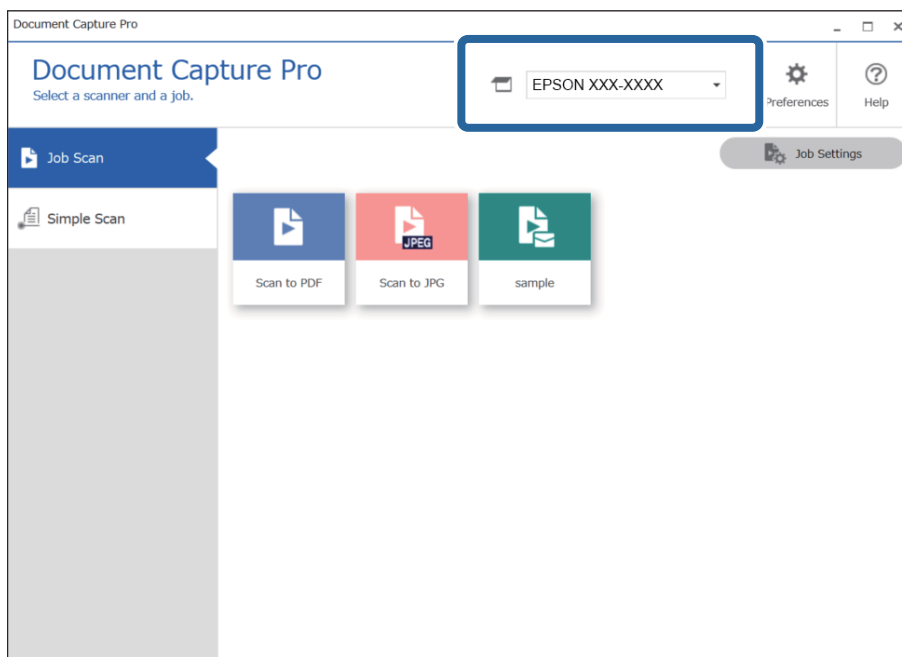 Document Capture Pro
Document Capture Pro
Select a scanner and a job.
EPSON XXX-XXXX
Preferences
Help
Job Scan
Job Settings
Simple Scan
JPEG
Scan to PDF
Scan to JPG
sample